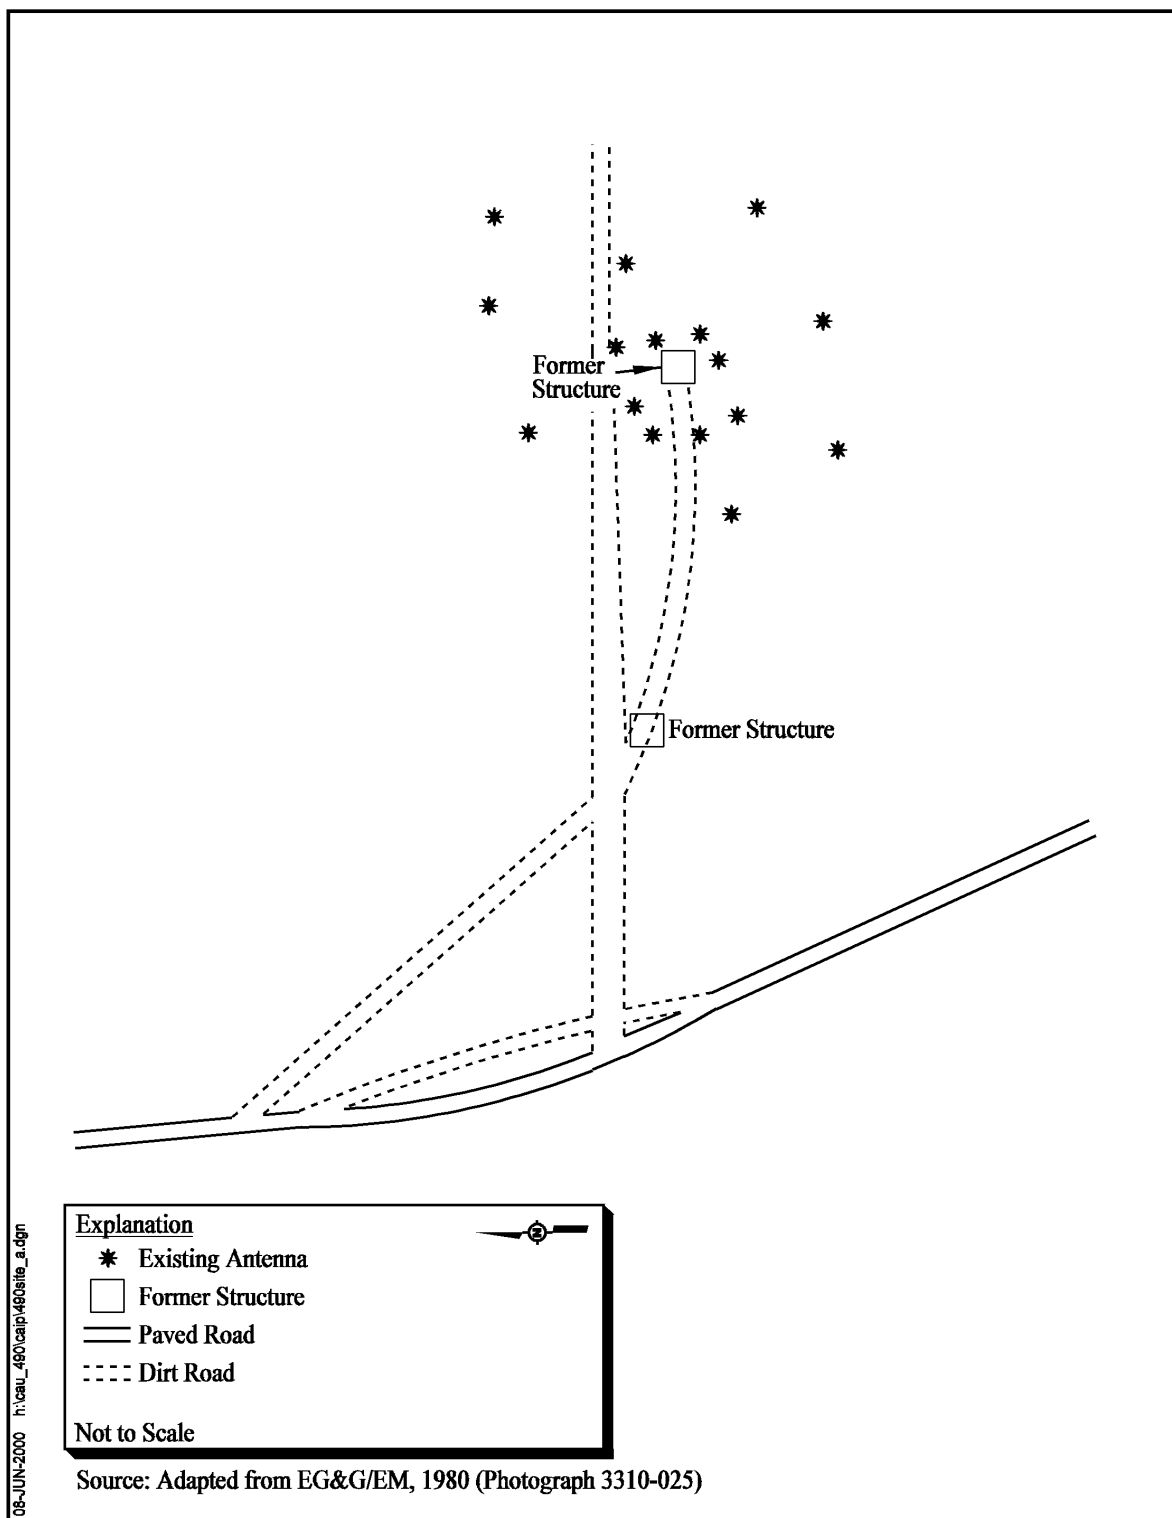 Former
Structure
Former Structure
Explanation
N
Existing Antenna
Former Structure
Paved Road
Dirt Road
Not to Scale
Source: Adapted from EG&G/EM, 1980 (Photograph 3310-025)
08-JUN-2000 h:\cau_490\caip\490site_a.dgn